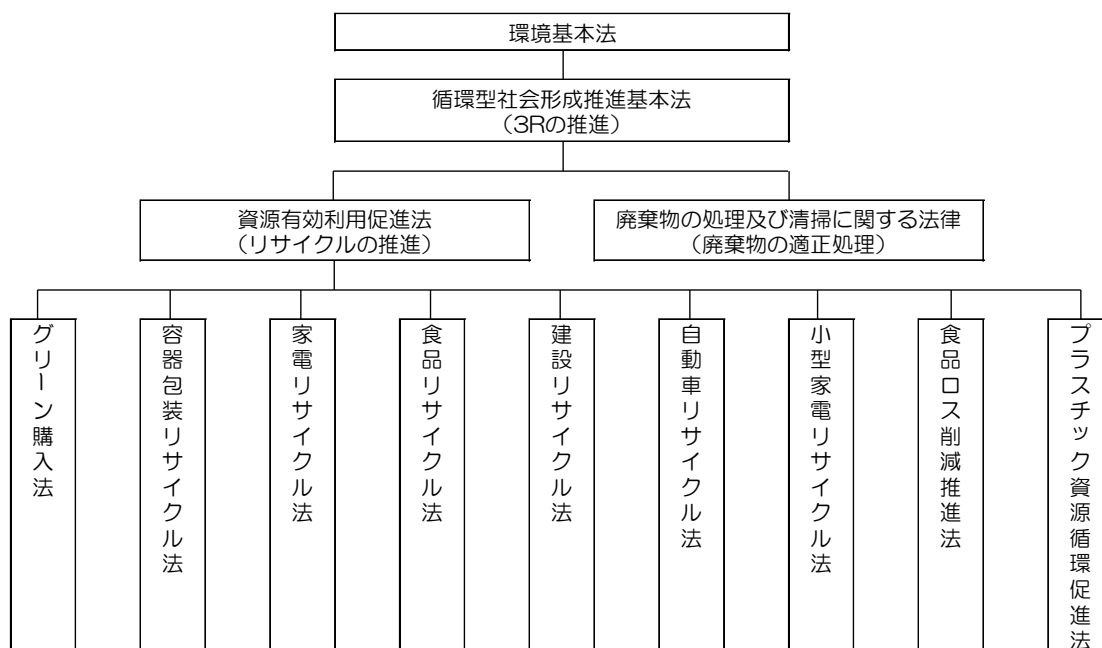 環境基本法
循環型社会形成推進基本法
（3Rの推進）
資源有効利用促進法
（リサイクルの推進）
廃棄物の処理及び清掃に関する法律
（廃棄物の適正処理）
グリーン購入法
容器包装リサイクル法
家電リサイクル法
食品リサイクル法
建設リサイクル法
自動車リサイクル法
小型家電リサイクル法
食品ロス削減推進法
プラスチック資源循環促進法